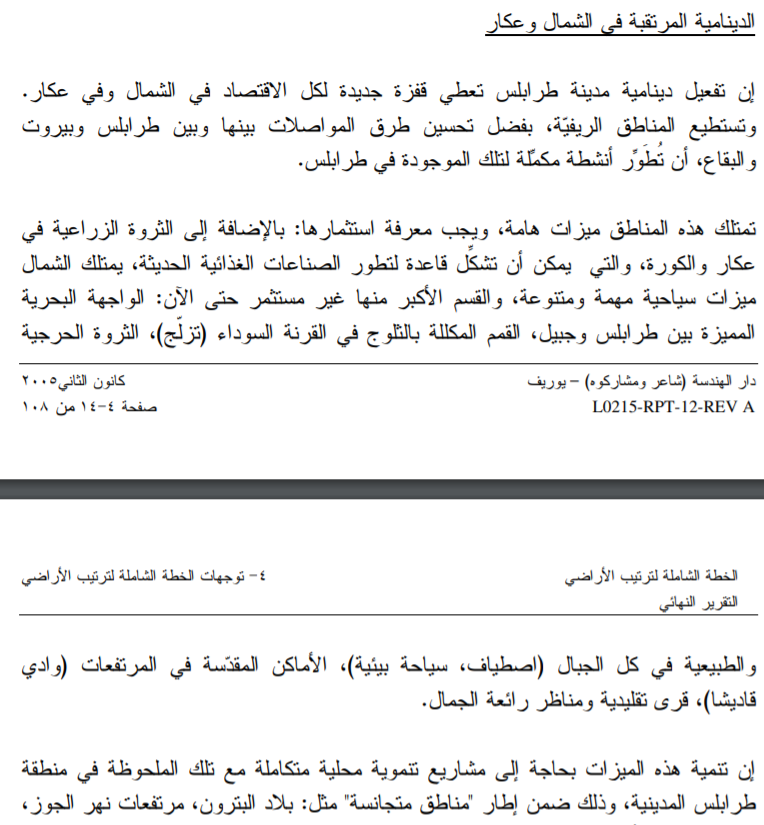 الدينامية المرتقبة في الشمال وعكار
إن تفعيل دينامية مدينة طرابلس تعطي قفزة جديدة لكل الاقتصاد في الشمال وفي عكار.
وتستطيع المناطق الريفيّة، بفضل تحسين طرق المواصلات بينها وبين طرابلس وبيروت
والبقاع، أن تُطَوِّر أنشطة مكمِّلة لتلك الموجودة في طرابلس.
تمتلك هذه المناطق ميزات هامة، ويجب معرفة استثمارها: بالإضافة إلى الثروة الزراعية في
عكار والكورة، والتي يمكن أن تشكِّل قاعدة لتطور الصناعات الغذائية الحديثة، يمتلك الشمال
ميزات سياحية مهمة ومتنوعة، والقسم الأكبر منها غير مستثمر حتى الآن: الواجهة البحرية
المميزة بين طرابلس وجبيل، القمم المكللة بالثلوج في القرنة السوداء (تزلّج)، الثروة الحرجية
دار الهندسة (شاعر ومشاركوه) – يوريف
كانون الثاني٢٠٠٥
L0215-RPT-12-REV A
صفحة ٤-١٤ من ١٠٨
الخطة الشاملة لترتيب الأراضي
٤- توجهات الخطة الشاملة لترتيب الأراضي
التقرير النهائي
والطبيعية في كل الجبال (اصطياف، سياحة بيئية)، الأماكن المقدّسة في المرتفعات (وادي
قاديشا)، قرى تقليدية ومناظر رائعة الجمال.
إن تنمية هذه الميزات بحاجة إلى مشاريع تنموية محلية متكاملة مع تلك الملحوظة في منطقة
طرابلس المدينية، وذلك ضمن إطار "مناطق متجانسة" مثل: بلاد البترون، مرتفعات نهر الجوز،